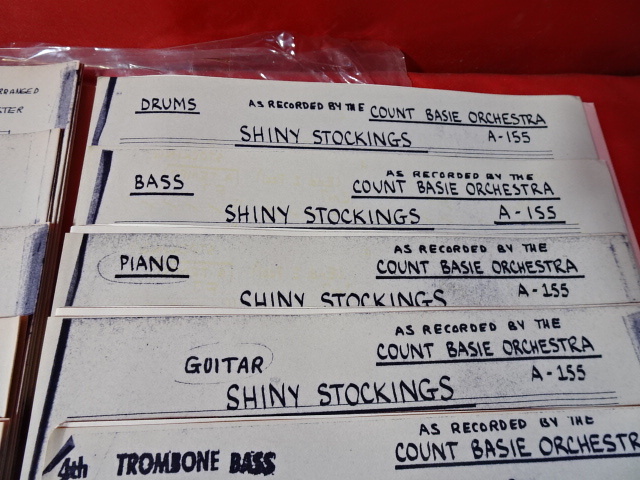 DRUMS AS RECORDED BY THE COUNT BASIE ORCHESTRA
SHINY STOCKINGS A-155
BASS AS RECORDED BY THE
COUNT BASIE ORCHESTRA
SHINY STOCKINGS A-155
AS RECORDED BY THE
PIANO COUNT BASIE ORCHESTRA
SHINY STOCKINGS A-155
AS RECORDED BY THE
GUITAR COUNT BASIE ORCHESTRA
SHINY STOCKINGS A-155
AS RECORDED BY THE
4th TROMBONE BASS COUNT BASIE ORCHESTRA